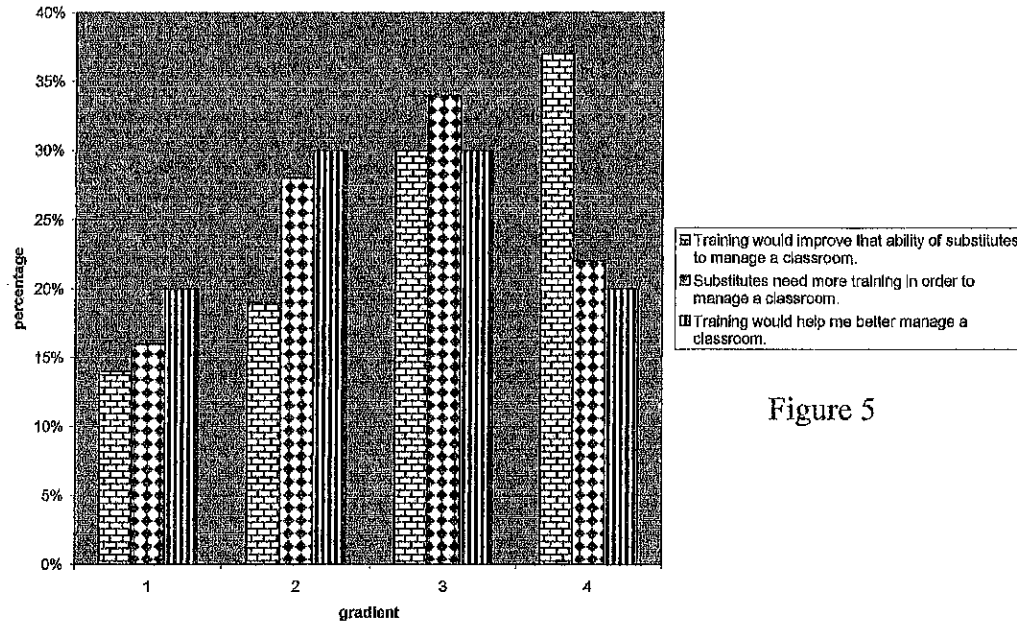 40%
35%
30%
25%
20%
15%
10%
5%
0%
percentage
1
2
3
4
gradient
Training would improve that ability of substitutes
to manage a classroom.
Substitutes need more training in order to
manage a classroom.
Training would help me better manage a
classroom.
Figure 5